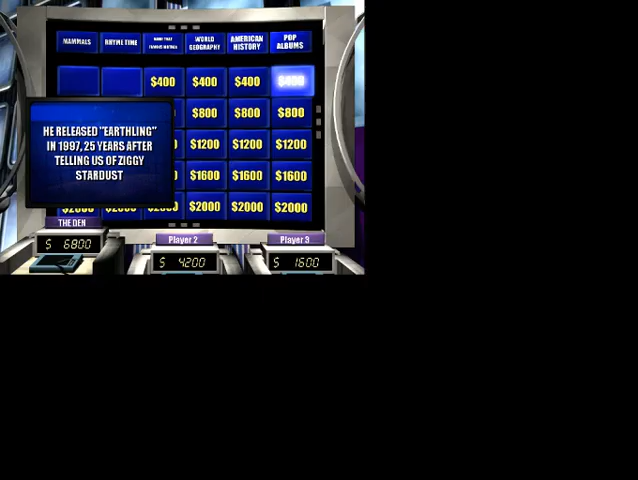 MAMMALS RHYME TIME WORLD GEOGRAPHY AMERICAN HISTORY POP ALBUMS
$400 $400 $400 $400
$800 $800 $800
$1200 $1200 $1200
$1600 $1600 $1600
$2000 $2000 $2000
HE RELEASED "EARTHLING"
IN 1997, 25 YEARS AFTER
TELLING US OF ZIGGY
STARDUST
THE DEN
$ 6800
Player 2
$ 4200
Player 3
$ 1600